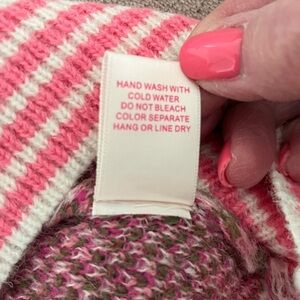 HAND WASH WITH
COLD WATER
DO NOT BLEACH
COLOR SEPARATE
HANG OR LINE DRY